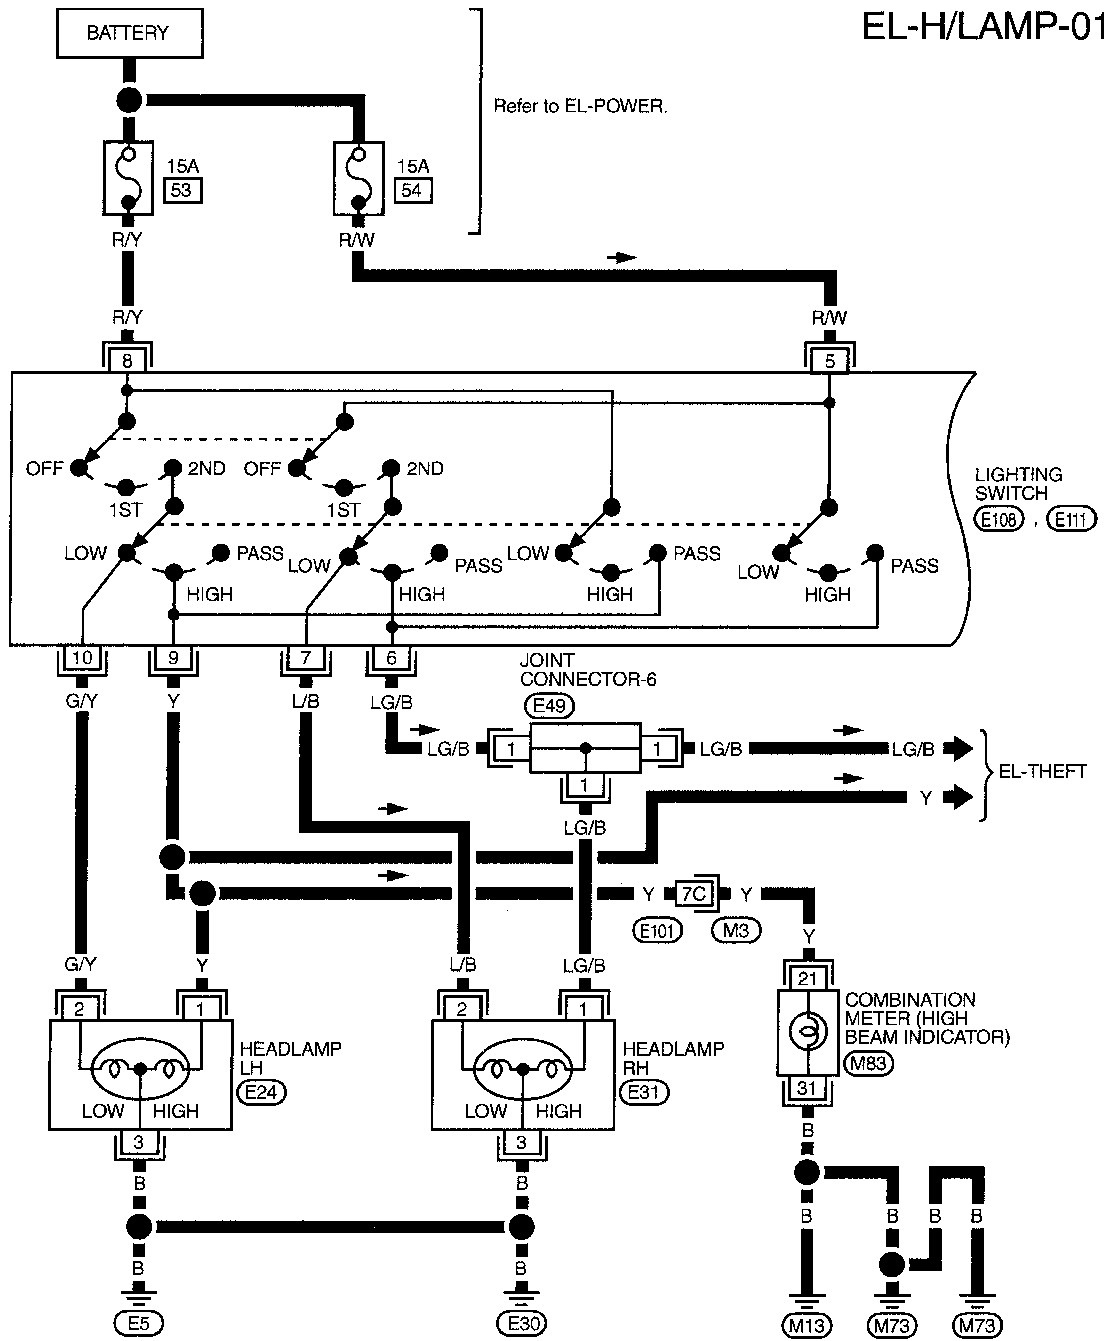 EL-H/LAMP-01
BATTERY
Refer to EL-POWER.
15A
53
15A
54
R/Y
R/W
R/Y
R/W
8
5
OFF
2ND
OFF
2ND
1ST
1ST
LIGHTING
SWITCH
E108 , E111
LOW
PASS
LOW
PASS
LOW
PASS
LOW
PASS
HIGH
HIGH
HIGH
HIGH
10
9
7
6
JOINT
CONNECTOR-6
E49
G/Y
Y
L/B
LG/B
LG/B
1
1
LG/B
LG/B
EL-THEFT
1
Y
LG/B
Y
7C
Y
E101
M3
Y
G/Y
Y
L/B
LG/B
21
2
1
2
1
COMBINATION
METER (HIGH
BEAM INDICATOR)
M83
HEADLAMP
LH
E24
HEADLAMP
RH
E31
LOW
HIGH
LOW
HIGH
31
3
3
B
B
B
B
B
B
B
B
B
E5
E30
M13
M73
M73